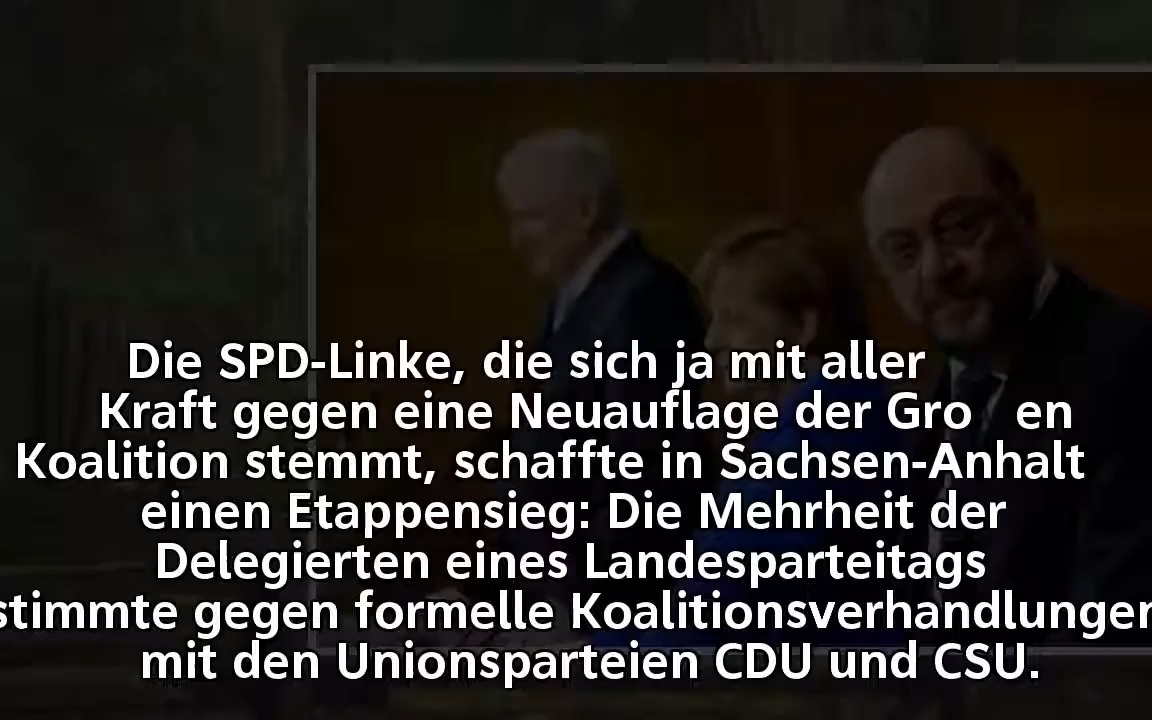 Die SPD-Linke, die sich ja mit aller
Kraft gegen eine Neuauflage der Gro en
Koalition stemmt, schaffte in Sachsen-Anhalt
einen Etappensieg: Die Mehrheit der
Delegierten eines Landesparteitags
stimmte gegen formelle Koalitionsverhandlungen
mit den Unionsparteien CDU und CSU.